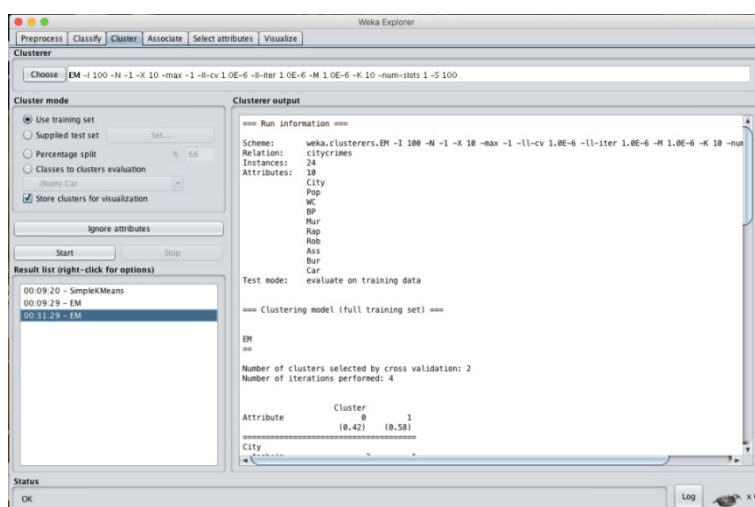 Weka Explorer
Preprocess Classify Cluster Associate Select attributes Visualize
Clusterer
Choose EM -I 100 -N -1 -X 10 -max -1 -ll-cv 1.0E-6 -ll-iter 1.0E-6 -M 1.0E-6 -K 10 -num-slots 1 -S 100
Cluster mode
Use training set
Supplied test set Set...
Percentage split % 66
Classes to clusters evaluation
(Num) Car
Store clusters for visualization
Ignore attributes
Start Stop
Result list (right-click for options)
00:09:20 - SimpleKMeans
00:09:29 - EM
00:31:29 - EM
Clusterer output
=== Run information ===
Scheme: weka.clusterers.EM -I 100 -N -1 -X 10 -max -1 -ll-cv 1.0E-6 -ll-iter 1.0E-6 -M 1.0E-6 -K 10 -num
Relation: citycrimes
Instances: 24
Attributes: 10
City
Pop
WC
BP
Mur
Rap
Rob
Ass
Bur
Car
Test mode: evaluate on training data
=== Clustering model (full training set) ===
EM
==
Number of clusters selected by cross validation: 2
Number of iterations performed: 4
Cluster
Attribute 0 1
(0.42) (0.58)
====================================
City
Status
OK
Log
x